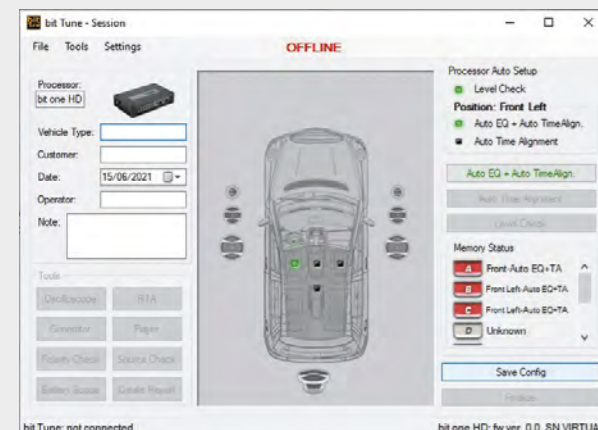 bit Tune - Session
File Tools Settings
OFFLINE
Processor:
bit one HD
Vehicle Type:
Customer:
Date: 15/06/2021
Operator:
Note:
Tools
Oscilloscope RTA
Generator Player
Polarity Check Source Check
Battery Scope Create Report
Processor Auto Setup
Level Check
Position: Front Left
Auto EQ + Auto TimeAlign.
Auto Time Alignment
Auto EQ + Auto TimeAlign.
Auto Time Alignment
Level Check
Memory Status
A Front-Auto EQ+TA
B Front Left-Auto EQ+TA
C Front Left-Auto EQ+TA
D Unknown
Save Config
bit Tune: not connected
bit one HD: fw ver. 0.0, SN VIRTUA